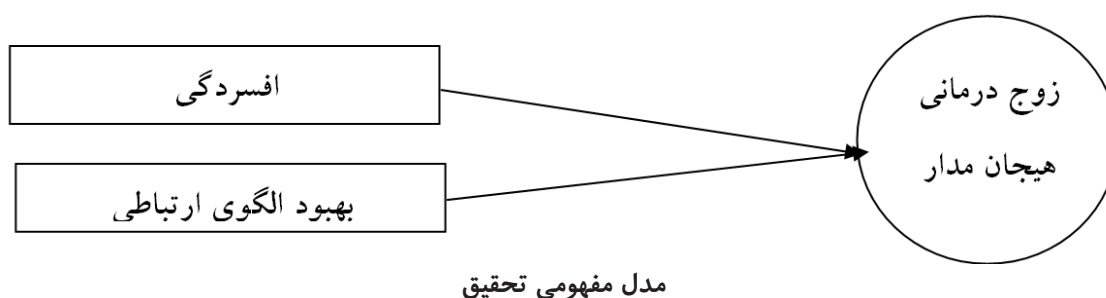 زوج درمانی
هیجان مدار
افسردگی
بهبود الگوی ارتباطی
مدل مفهومی تحقیق